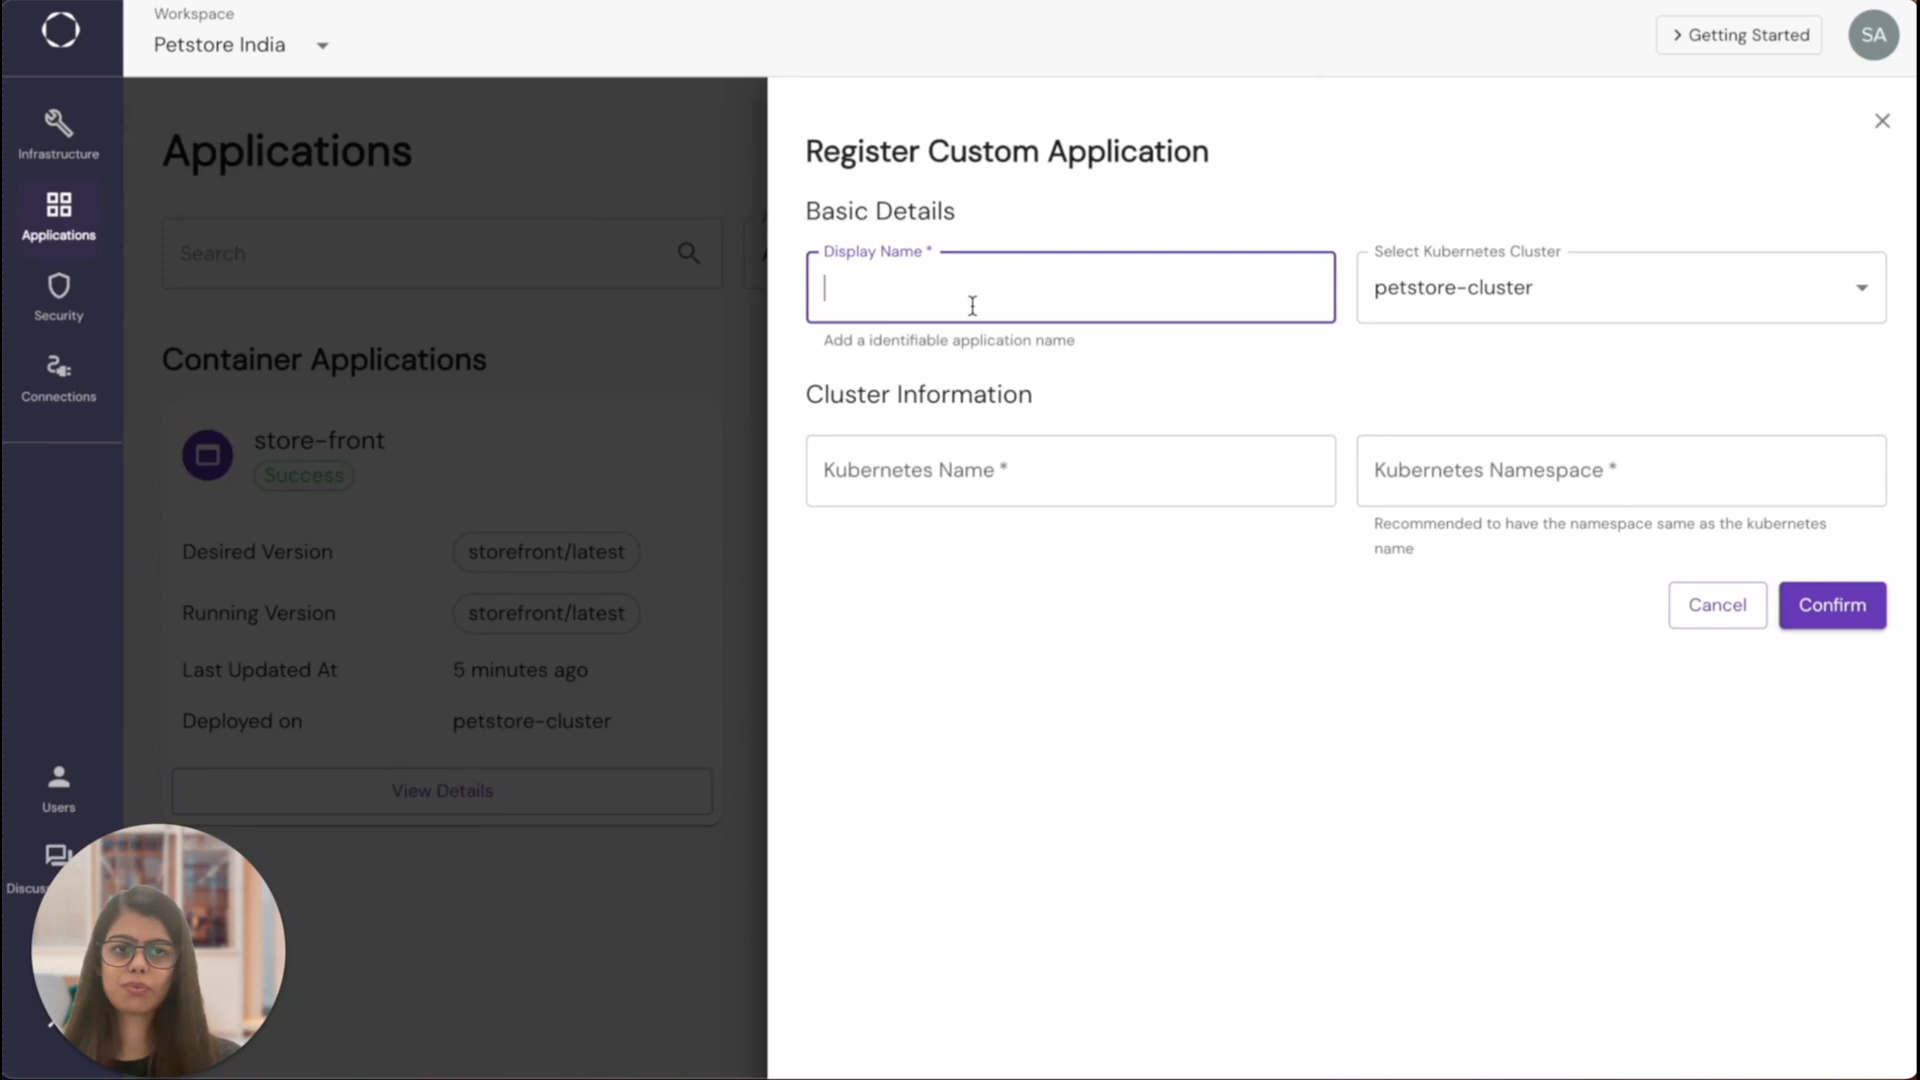 Workspace
Petstore India
Getting Started
SA
Infrastructure
Applications
Security
Connections
Users
Discus
Applications
Search
Container Applications
store-front
Success
Desired Version
storefront/latest
Running Version
storefront/latest
Last Updated At
5 minutes ago
Deployed on
petstore-cluster
View Details
Register Custom Application
Basic Details
Display Name *
Select Kubernetes Cluster
petstore-cluster
Add a identifiable application name
Cluster Information
Kubernetes Name *
Kubernetes Namespace *
Recommended to have the namespace same as the kubernetes
name
Cancel
Confirm